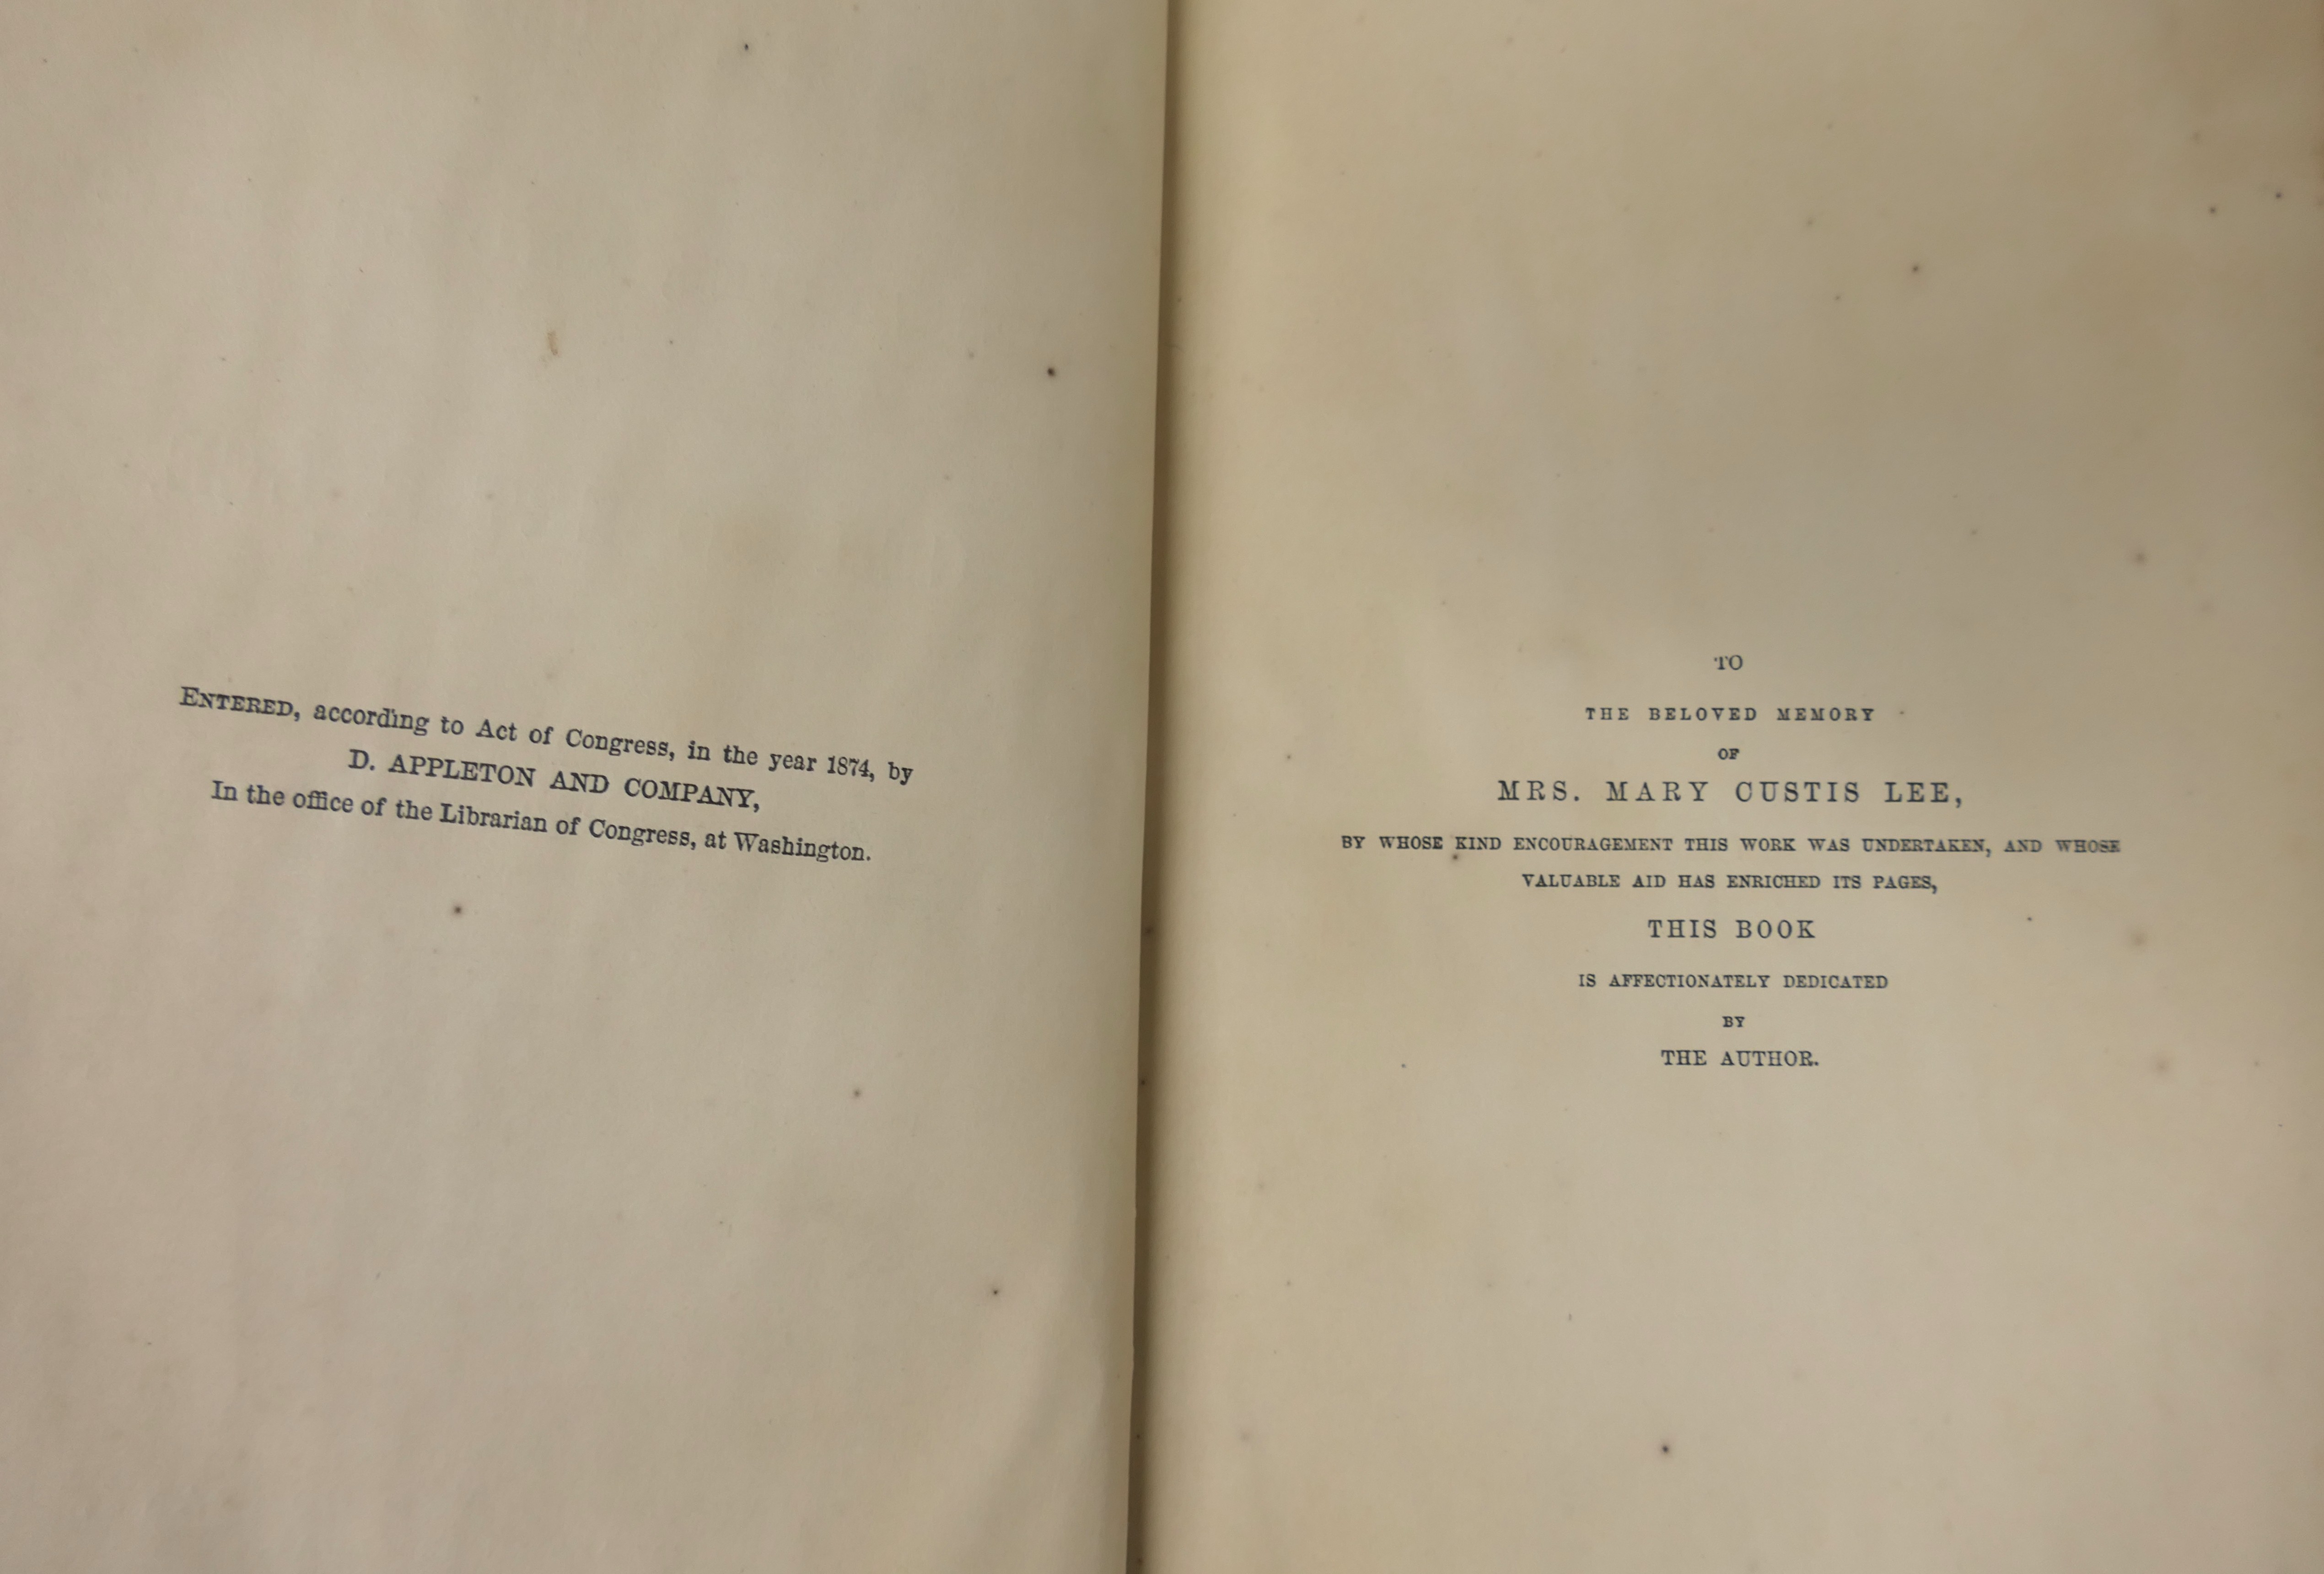 ENTERED, according to Act of Congress, in the year 1874, by
D. APPLETON AND COMPANY,
In the office of the Librarian of Congress, at Washington.
TO
THE BELOVED MEMORY
OF
MRS. MARY CUSTIS LEE,
BY WHOSE KIND ENCOURAGEMENT THIS WORK WAS UNDERTAKEN, AND WHOSE
VALUABLE AID HAS ENRICHED ITS PAGES,
THIS BOOK
IS AFFECTIONATELY DEDICATED
BY
THE AUTHOR.